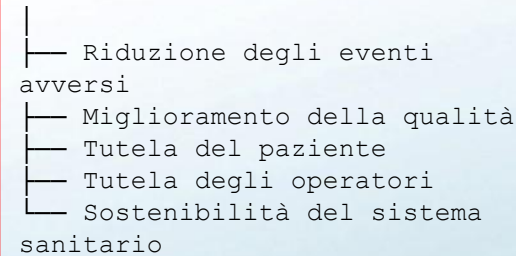 │
├── Riduzione degli eventi
avversi
├── Miglioramento della qualità
├── Tutela del paziente
├── Tutela degli operatori
└── Sostenibilità del sistema
sanitario